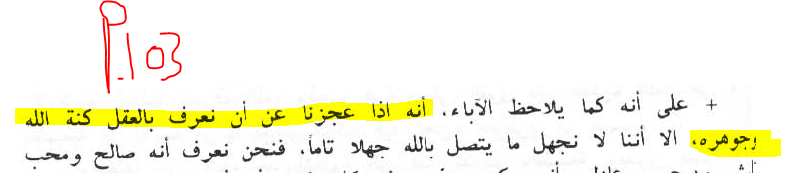 P.103
+ على أنه كما يلاحظ الآباء. أنه اذا عجزنا عن أن نعرف بالعقل كنة الله
وجوهره، الا أننا لا نجهل ما يتصل بالله جهلا تاماً. فنحن نعرف أنه صالح ومحب